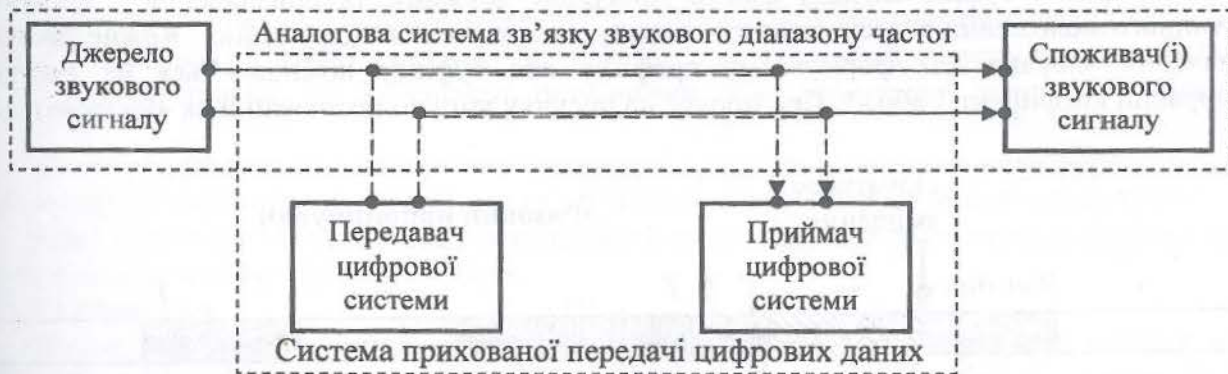 Аналогова система зв’язку звукового діапазону частот
Джерело
звукового
сигналу
Споживач(і)
звукового
сигналу
Передавач
цифрової
системи
Приймач
цифрової
системи
Система прихованої передачі цифрових даних